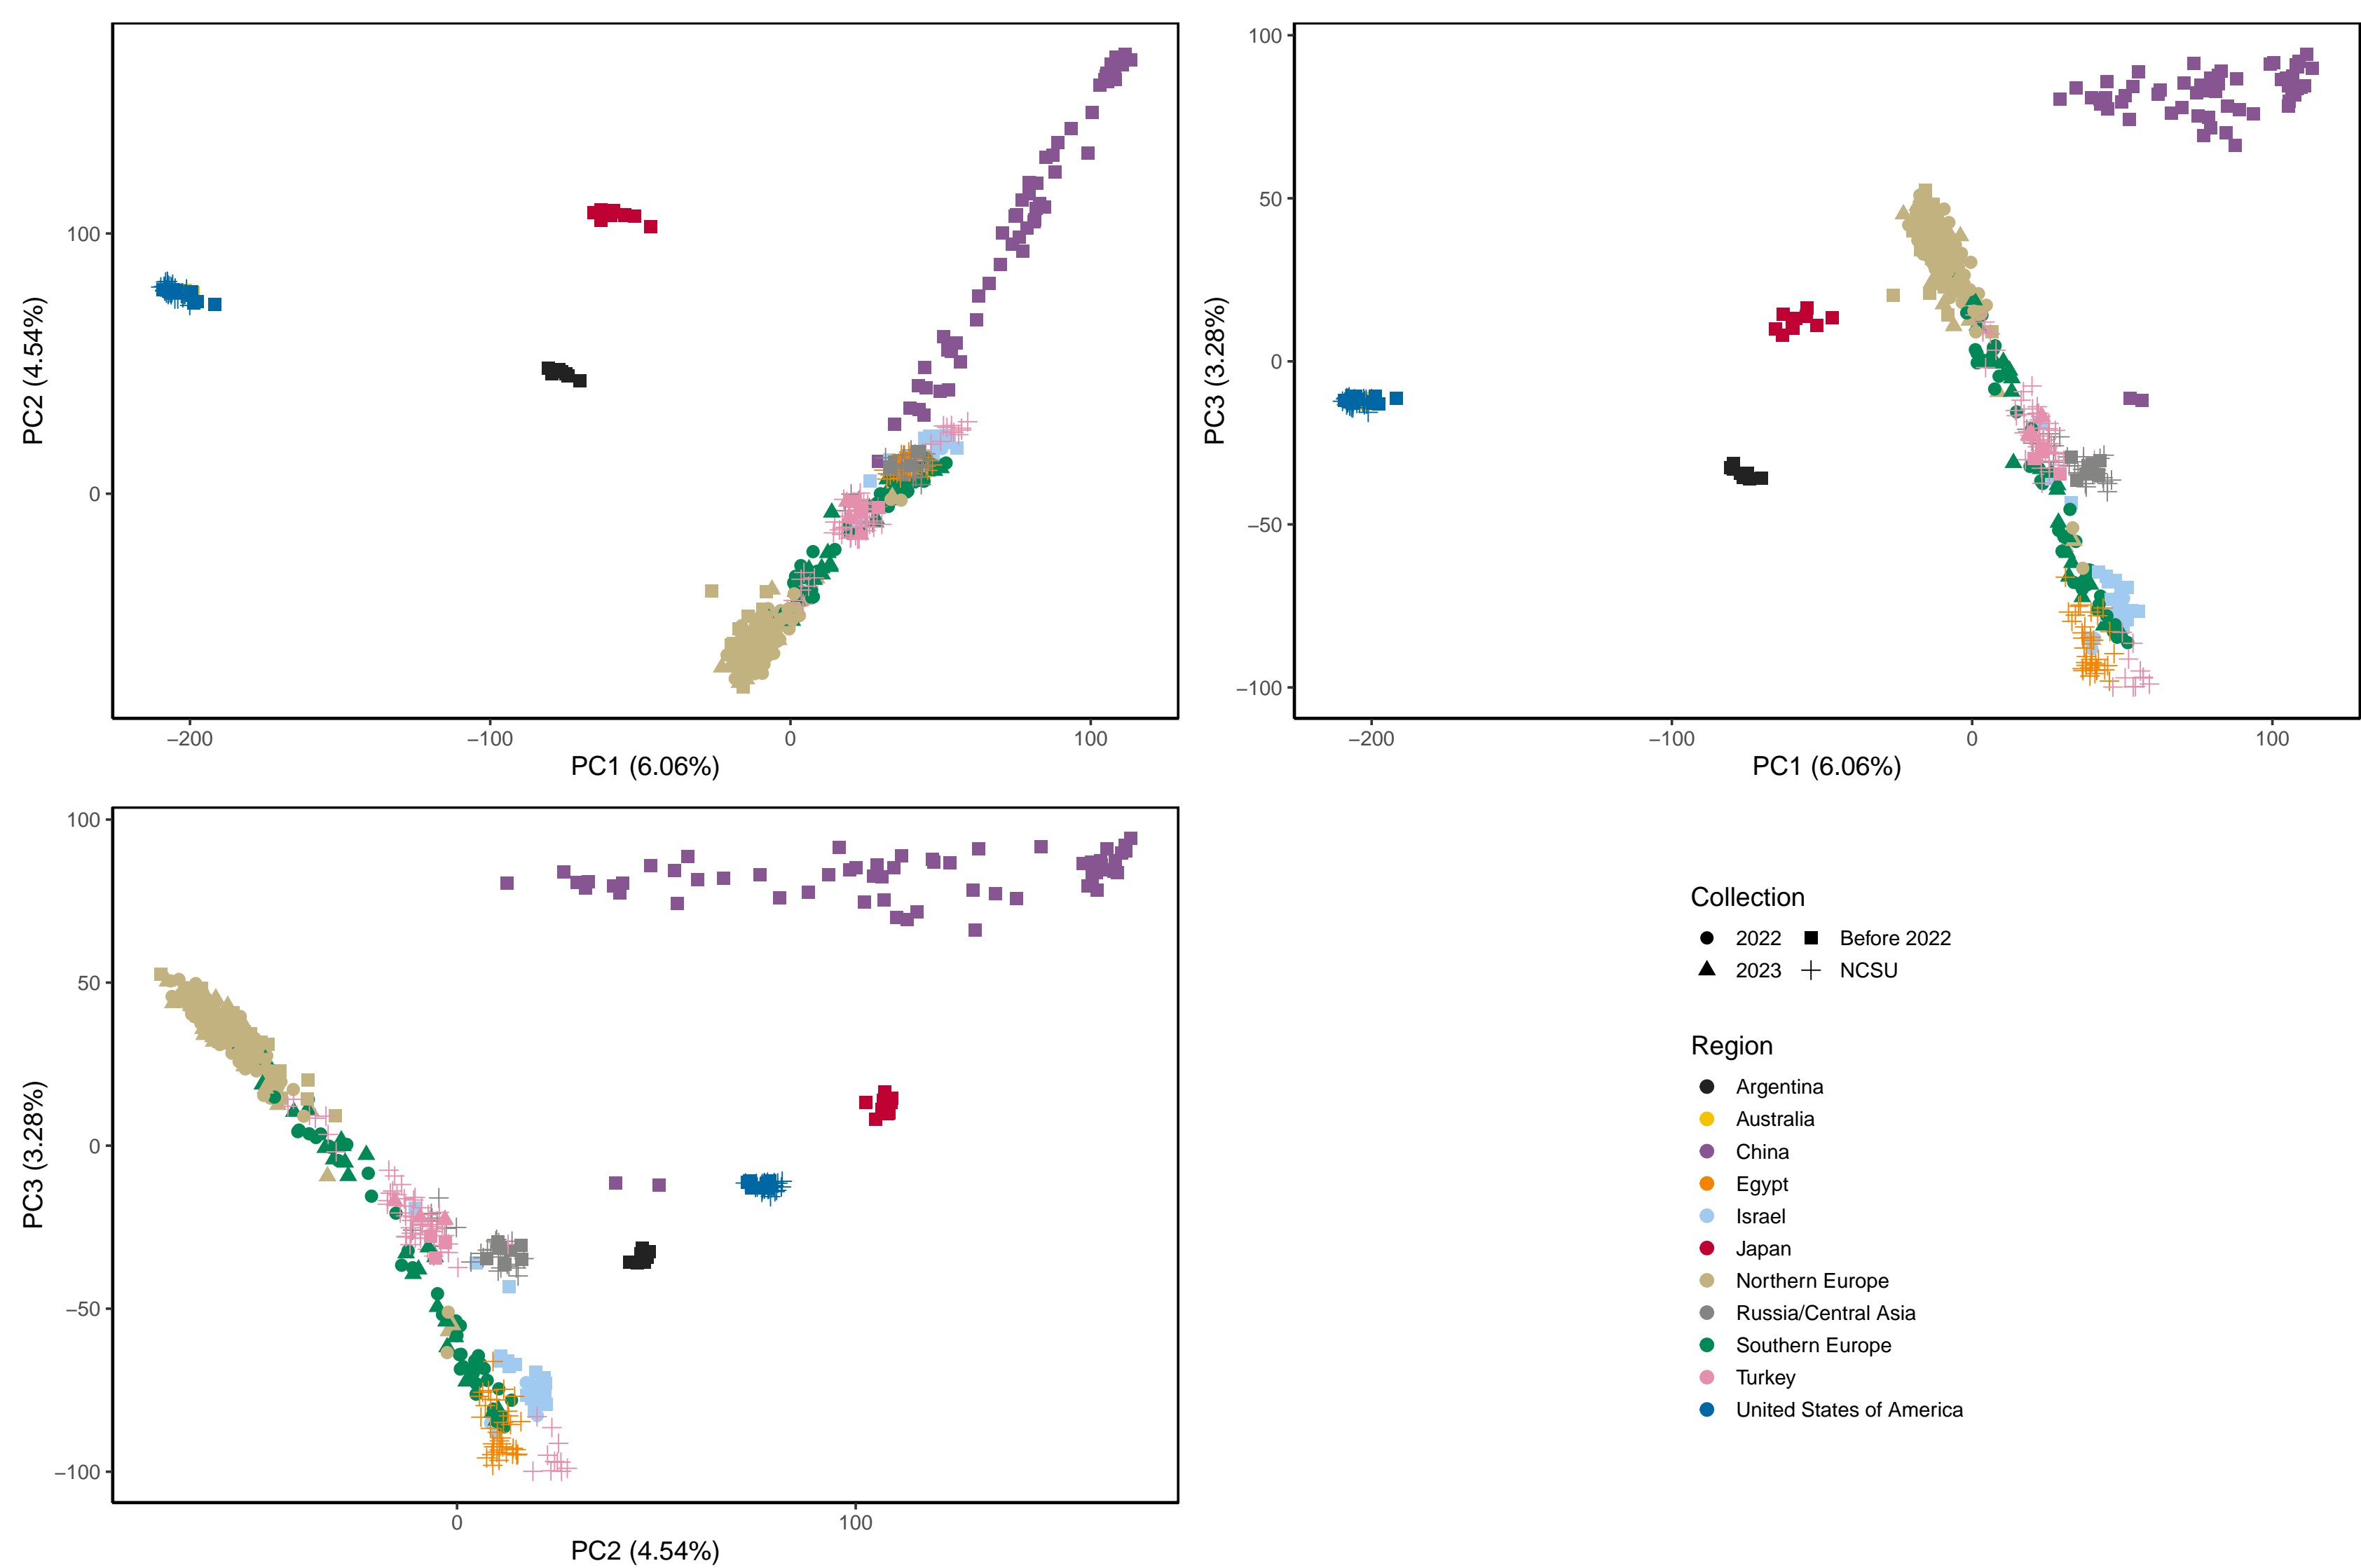 100
0
PC2 (4.54%)
−200
−100
0
100
PC1 (6.06%)
100
50
0
−50
−100
PC3 (3.28%)
−200
−100
0
100
PC1 (6.06%)
100
50
0
−50
−100
PC3 (3.28%)
0
100
PC2 (4.54%)
Collection
2022 Before 2022
2023 NCSU
Region
Argentina
Australia
China
Egypt
Israel
Japan
Northern Europe
Russia/Central Asia
Southern Europe
Turkey
United States of America